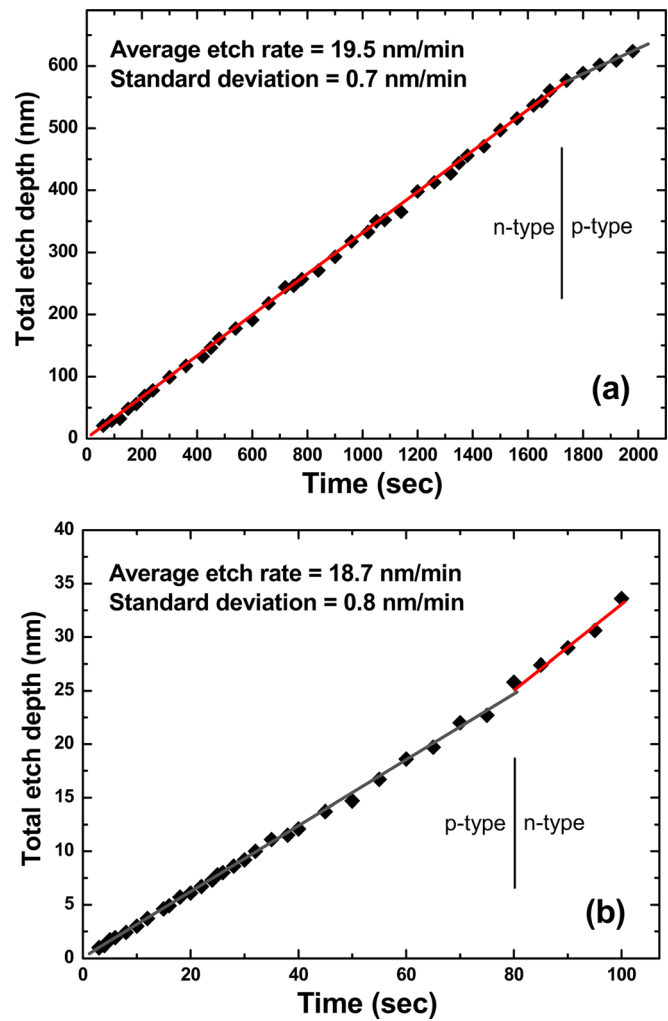 Average etch rate = 19.5 nm/min
Standard deviation = 0.7 nm/min
Total etch depth (nm)
600
500
400
300
200
100
0
n-type p-type
(a)
0 200 400 600 800 1000 1200 1400 1600 1800 2000
Time (sec)
Average etch rate = 18.7 nm/min
Standard deviation = 0.8 nm/min
Total etch depth (nm)
40
35
30
25
20
15
10
5
0
p-type n-type
(b)
0 20 40 60 80 100
Time (sec)